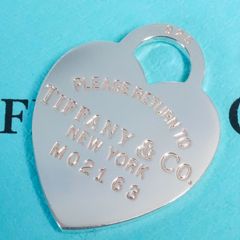 925
PLEASE RETURN TO
TIFFANY & CO.
NEW YORK
M02168